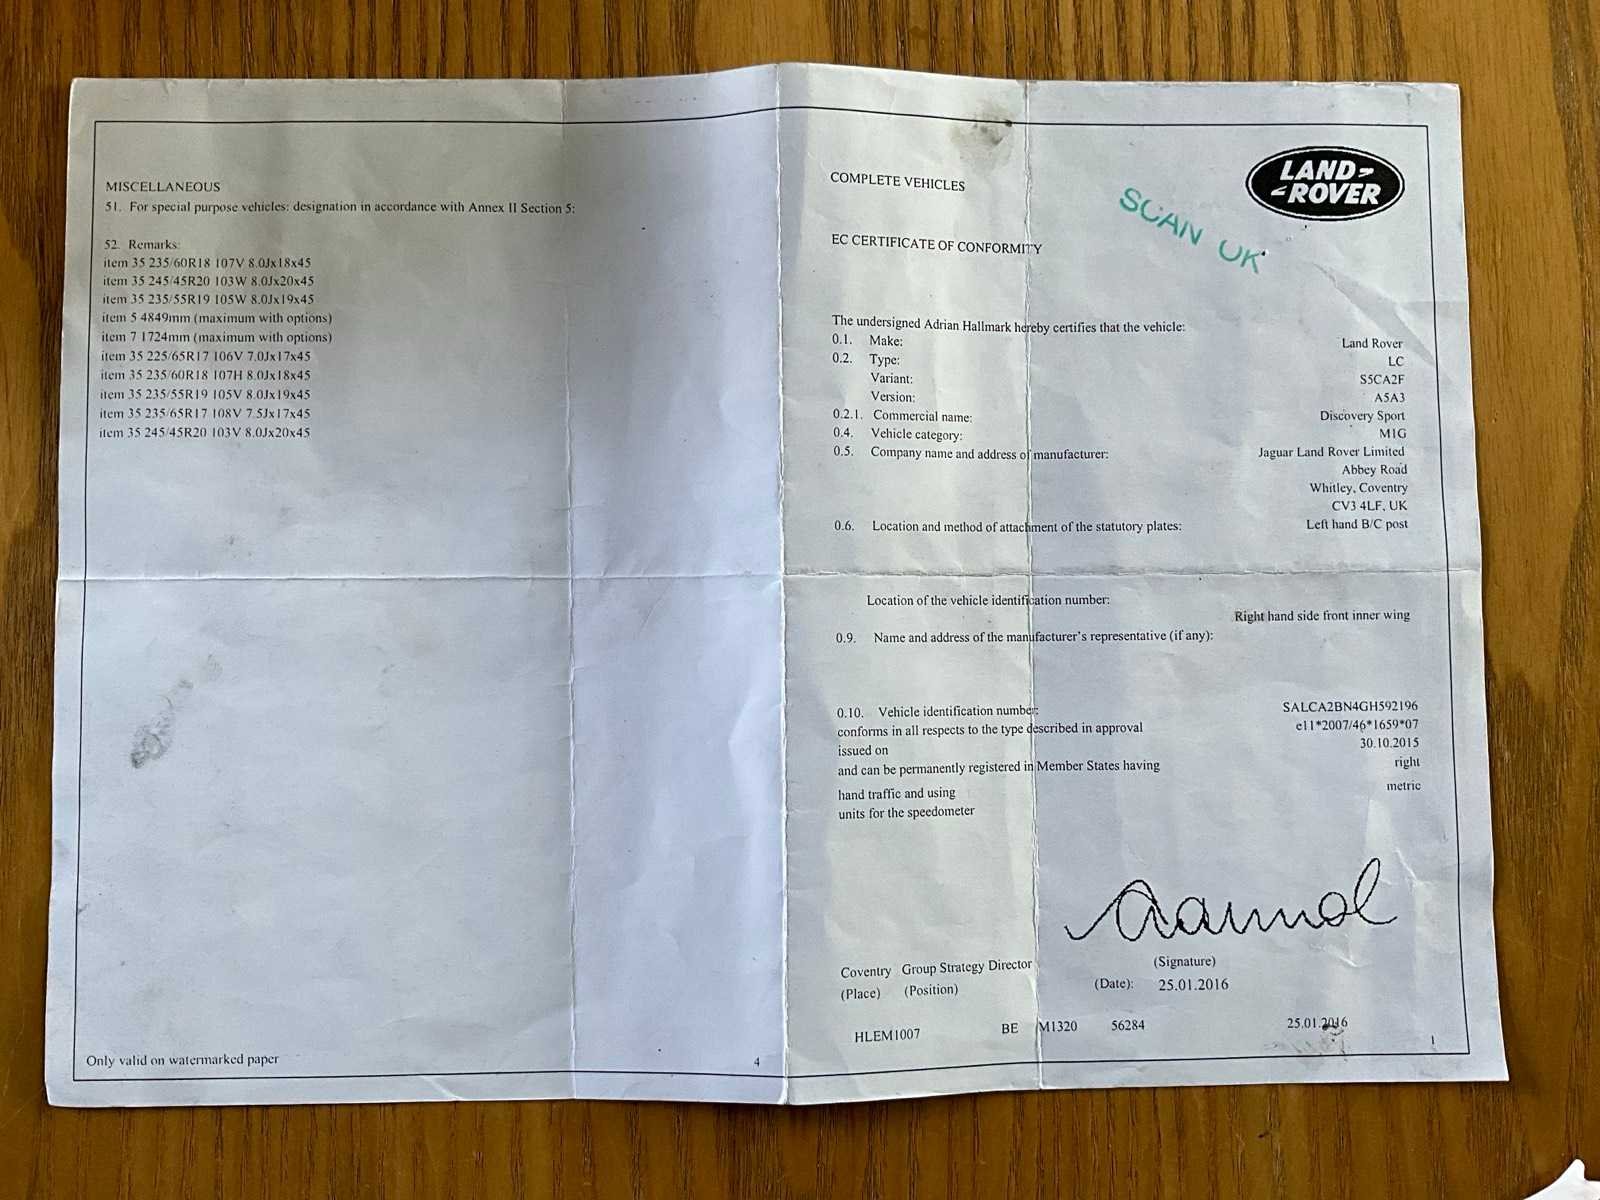 MISCELLANEOUS
51. For special purpose vehicles: designation in accordance with Annex II Section 5:
52. Remarks:
item 35 235/60R18 107V 8.0Jx18x45
item 35 245/45R20 103W 8.0Jx20x45
item 35 235/55R19 105W 8.0Jx19x45
item 5 4849mm (maximum with options)
item 7 1724mm (maximum with options)
item 35 225/65R17 106V 7.0Jx17x45
item 35 235/60R18 107H 8.0Jx18x45
item 35 235/55R19 105V 8.0Jx19x45
item 35 235/65R17 108V 7.5Jx17x45
item 35 245/45R20 103V 8.0Jx20x45
Only valid on watermarked paper
4
LAND ROVER
COMPLETE VEHICLES
SCAN UK
EC CERTIFICATE OF CONFORMITY
The undersigned Adrian Hallmark hereby certifies that the vehicle:
0.1. Make: Land Rover
0.2. Type: LC
Variant: S5CA2F
Version: A5A3
0.2.1. Commercial name: Discovery Sport
0.4. Vehicle category: M1G
0.5. Company name and address of manufacturer: Jaguar Land Rover Limited
Abbey Road
Whitley, Coventry
CV3 4LF, UK
0.6. Location and method of attachment of the statutory plates: Left hand B/C post
Location of the vehicle identification number:
Right hand side front inner wing
0.9. Name and address of the manufacturer's representative (if any):
0.10. Vehicle identification number: SALCA2BN4GH592196
conforms in all respects to the type described in approval e11*2007/46*1659*07
issued on 30.10.2015
and can be permanently registered in Member States having right
hand traffic and using metric
units for the speedometer
Coventry Group Strategy Director (Signature)
(Place) (Position) (Date): 25.01.2016
HLEM1007 BE M1320 56284 25.01.2016
1